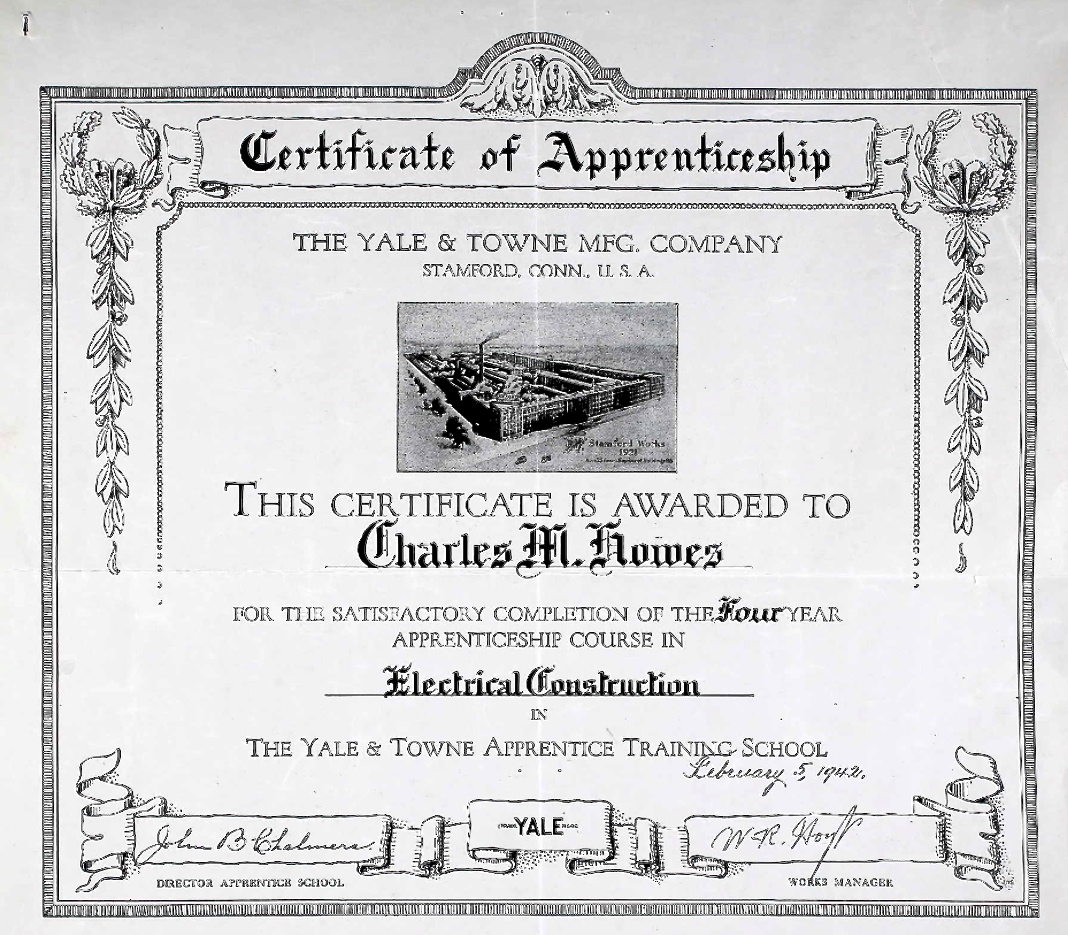 Certificate of Apprenticeship
THE YALE & TOWNE MFG. COMPANY
STAMFORD, CONN., U. S. A.
Stamford Works
1921
THIS CERTIFICATE IS AWARDED TO
Charles M. Howes
FOR THE SATISFACTORY COMPLETION OF THE Four YEAR
APPRENTICESHIP COURSE IN
Electrical Construction
IN
THE YALE & TOWNE APPRENTICE TRAINING SCHOOL
February 5, 1942.
John B Chalmers.
YALE
W. R. Hoyt
DIRECTOR APPRENTICE SCHOOL
WORKS MANAGER